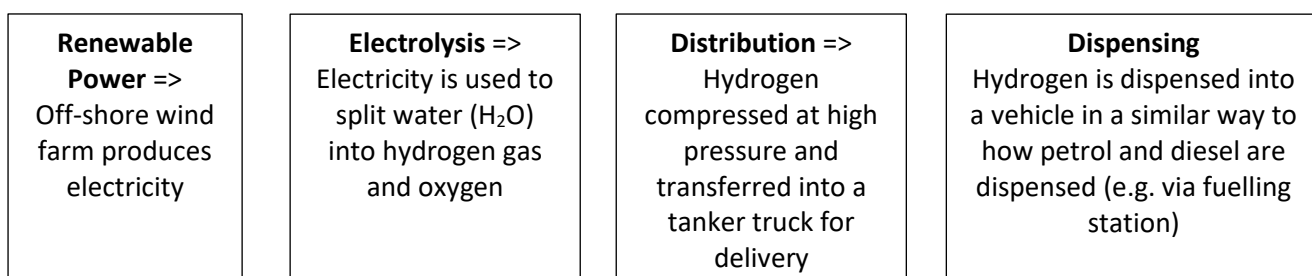 Renewable
Power =>
Off-shore wind
farm produces
electricity
Electrolysis =>
Electricity is used to
split water (H₂O)
into hydrogen gas
and oxygen
Distribution =>
Hydrogen
compressed at high
pressure and
transferred into a
tanker truck for
delivery
Dispensing
Hydrogen is dispensed into
a vehicle in a similar way to
how petrol and diesel are
dispensed (e.g. via fuelling
station)